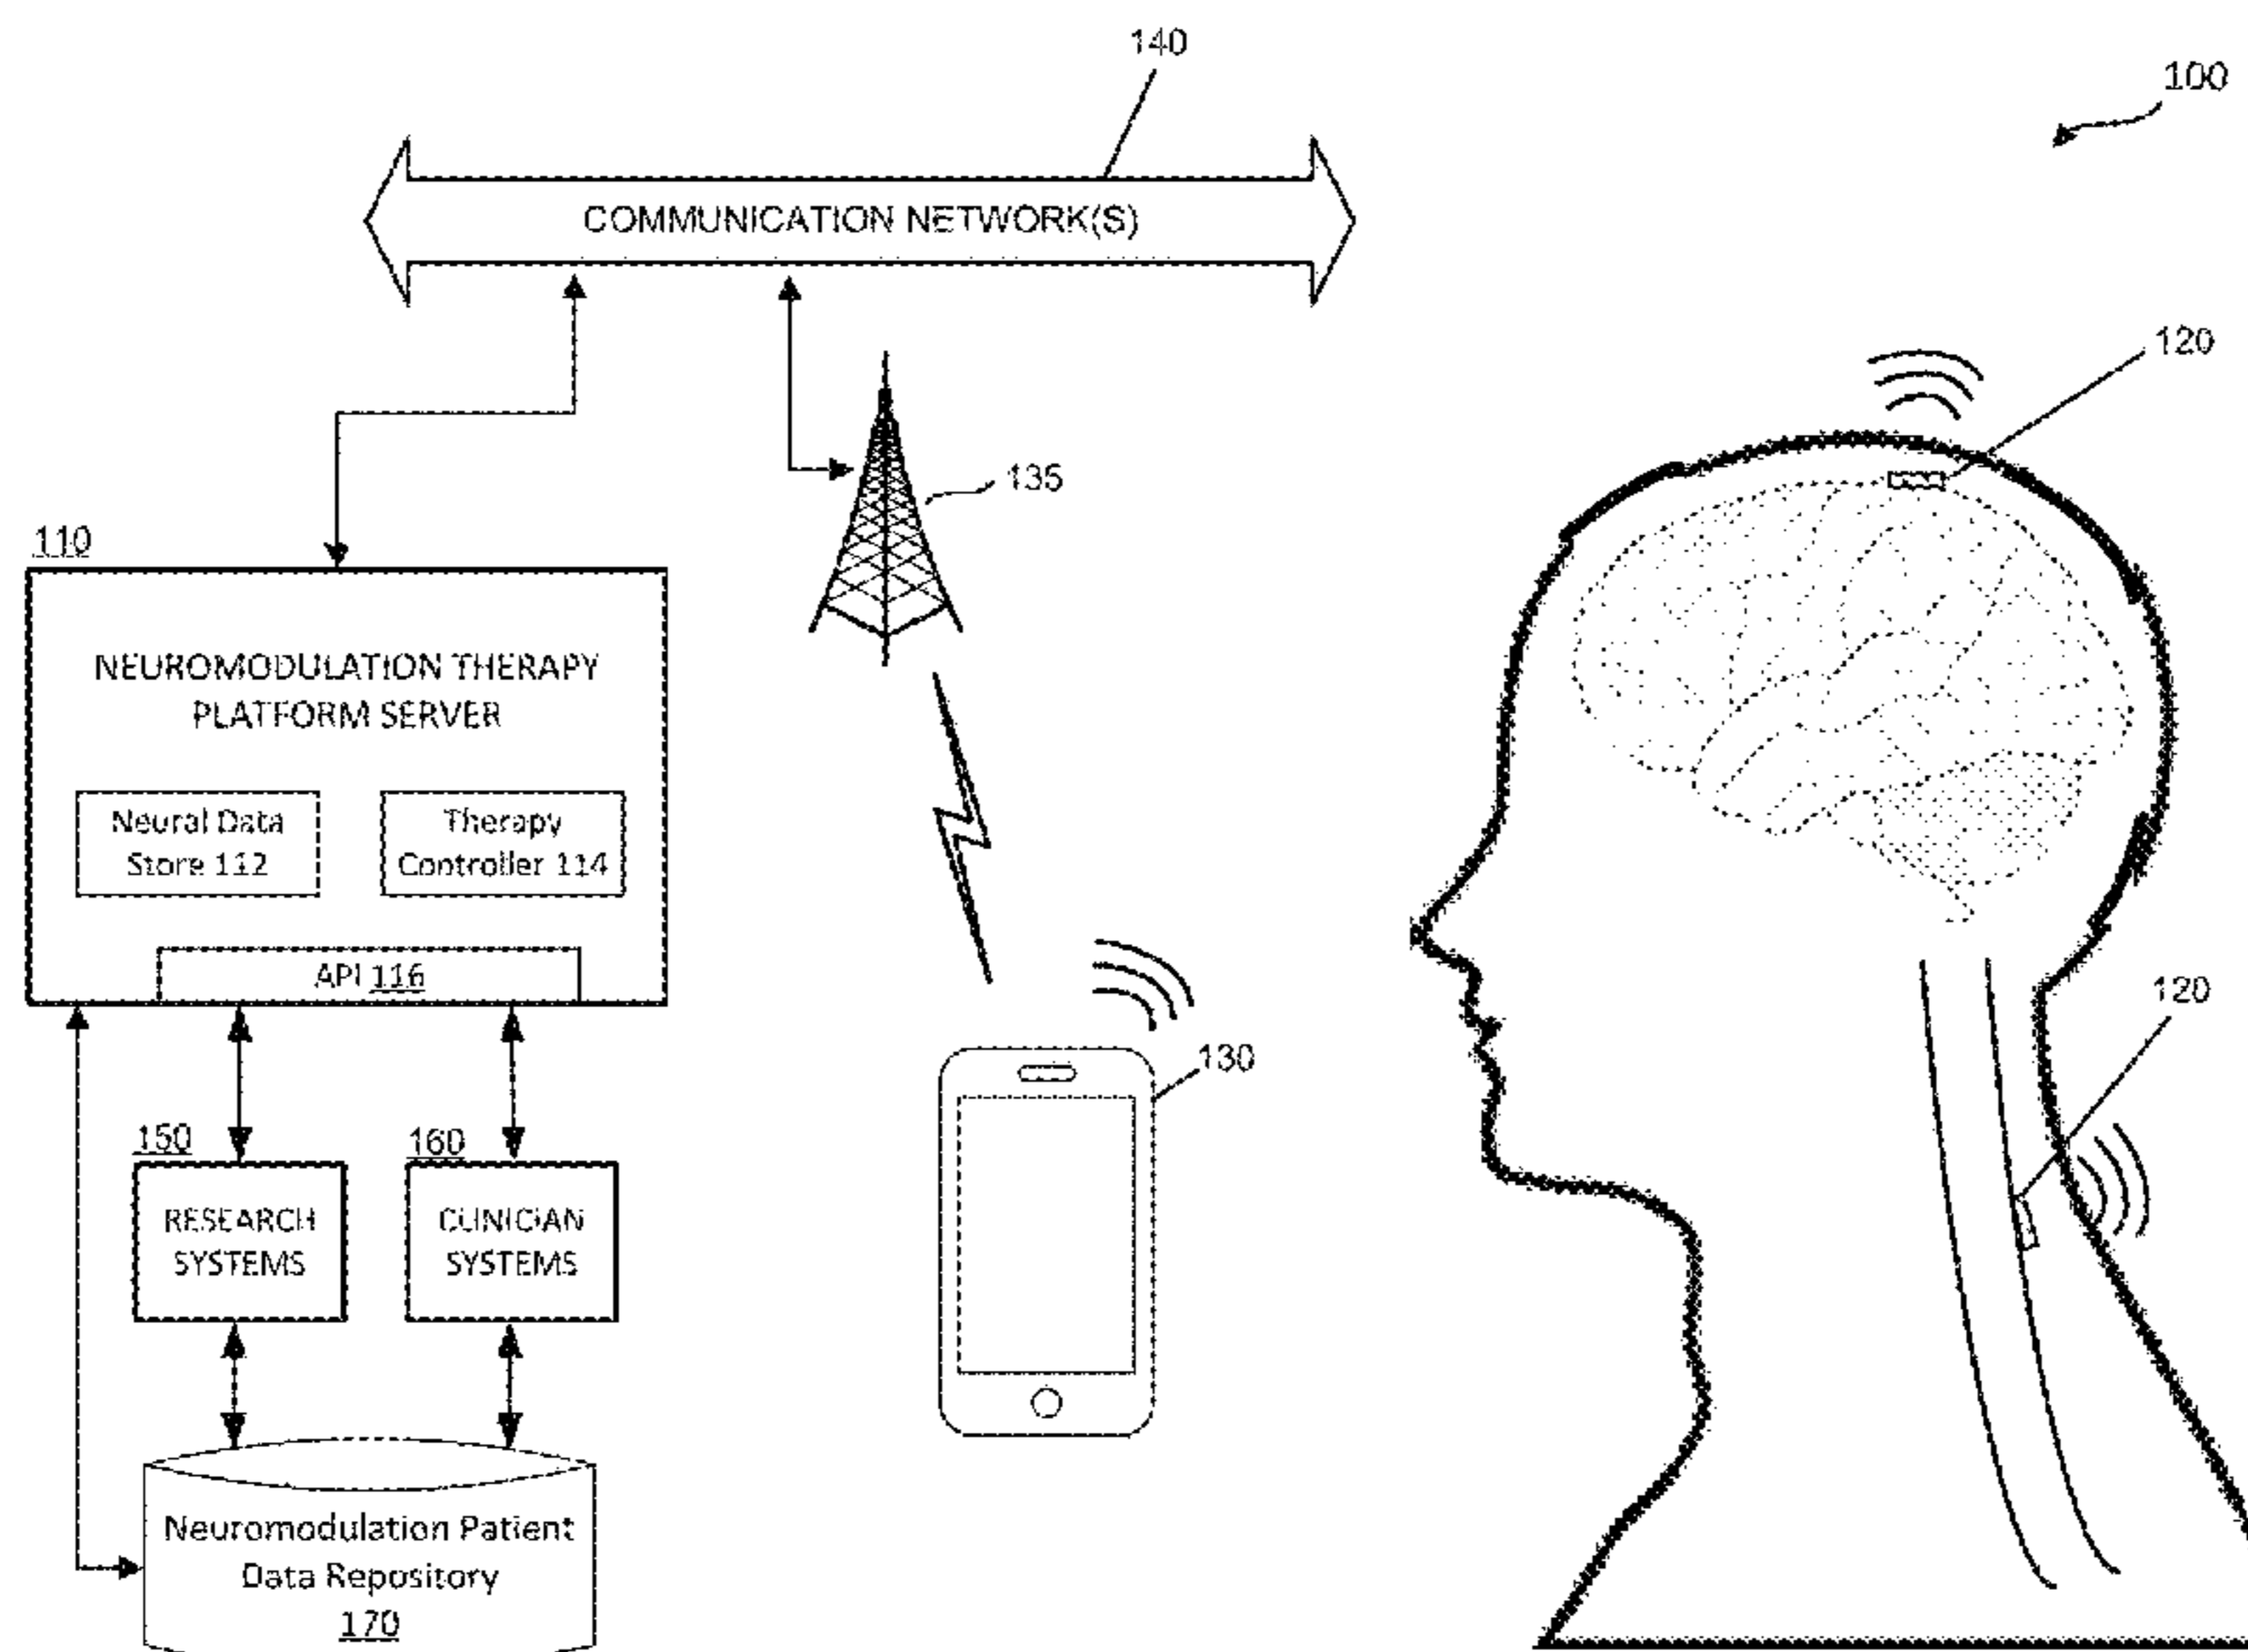 140
100
COMMUNICATION NETWORK(S)
120
135
110
NEUROMODULATION THERAPY
PLATFORM SERVER
Neural Data
Store 112
Therapy
Controller 114
API 116
120
130
150
160
RESEARCH
SYSTEMS
CLINICIAN
SYSTEMS
Neuromodulation Patient
Data Repository
170